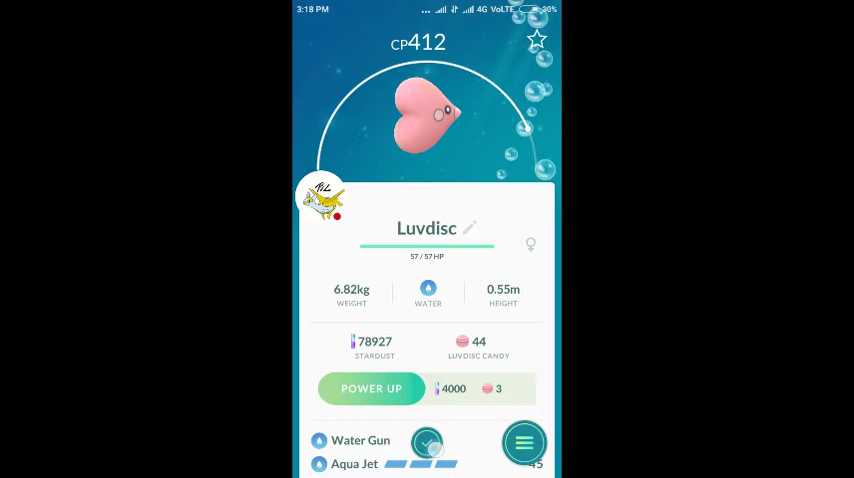 3:18 PM ... 4G VoLTE 30%
CP412
Luvdisc
57 / 57 HP
6.82kg 0.55m
WEIGHT WATER HEIGHT
78927 44
STARDUST LUVDISC CANDY
POWER UP 4000 3
Water Gun
Aqua Jet 45